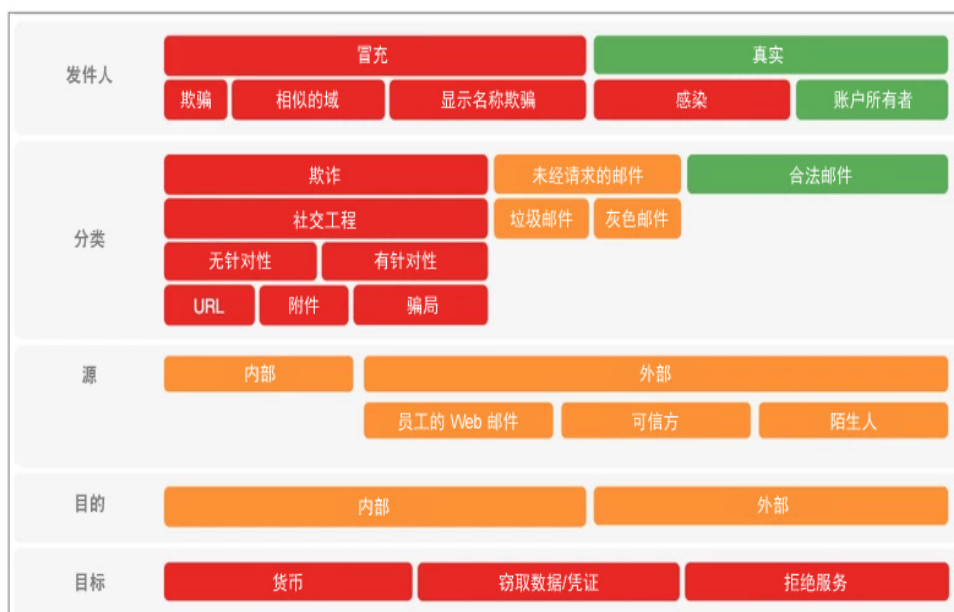 发件人
冒充
真实
欺骗
相似的域
显示名称欺骗
感染
账户所有者
分类
欺诈
未经请求的邮件
合法邮件
社交工程
垃圾邮件
灰色邮件
无针对性
有针对性
URL
附件
骗局
源
内部
外部
员工的 Web 邮件
可信方
陌生人
目的
内部
外部
目标
货币
窃取数据/凭证
拒绝服务